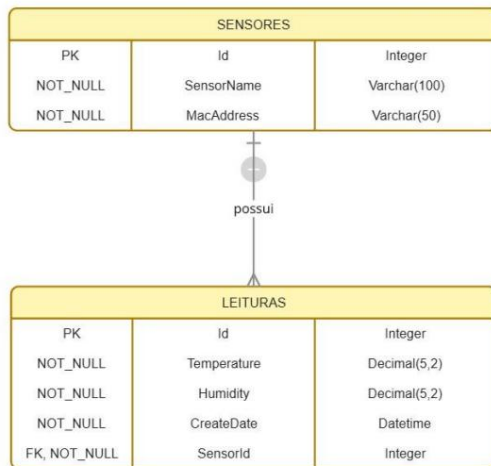 SENSORES
PK Id Integer
NOT_NULL SensorName Varchar(100)
NOT_NULL MacAddress Varchar(50)
possui
LEITURAS
PK Id Integer
NOT_NULL Temperature Decimal(5,2)
NOT_NULL Humidity Decimal(5,2)
NOT_NULL CreateDate Datetime
FK, NOT_NULL SensorId Integer